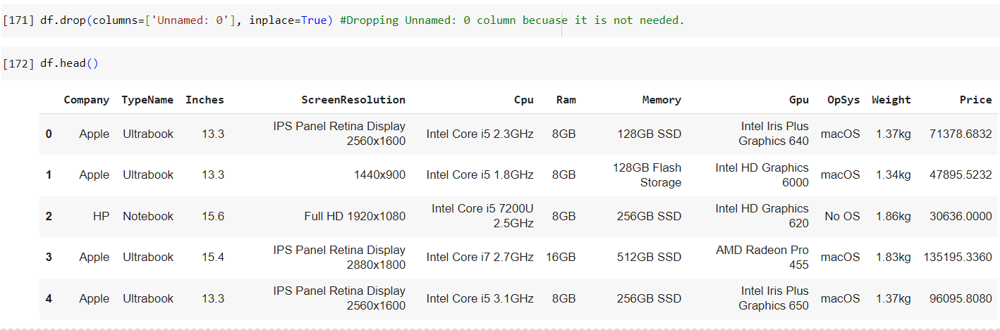 [171] df.drop(columns=['Unnamed: 0'], inplace=True) #Dropping Unnamed: 0 column becuase it is not needed.
[172] df.head()
Company TypeName Inches ScreenResolution Cpu Ram Memory Gpu OpSys Weight Price
0 Apple Ultrabook 13.3 IPS Panel Retina Display 2560x1600 Intel Core i5 2.3GHz 8GB 128GB SSD Intel Iris Plus Graphics 640 macOS 1.37kg 71378.6832
1 Apple Ultrabook 13.3 1440x900 Intel Core i5 1.8GHz 8GB 128GB Flash Storage Intel HD Graphics 6000 macOS 1.34kg 47895.5232
2 HP Notebook 15.6 Full HD 1920x1080 Intel Core i5 7200U 2.5GHz 8GB 256GB SSD Intel HD Graphics 620 No OS 1.86kg 30636.0000
3 Apple Ultrabook 15.4 IPS Panel Retina Display 2880x1800 Intel Core i7 2.7GHz 16GB 512GB SSD AMD Radeon Pro 455 macOS 1.83kg 135195.3360
4 Apple Ultrabook 13.3 IPS Panel Retina Display 2560x1600 Intel Core i5 3.1GHz 8GB 256GB SSD Intel Iris Plus Graphics 650 macOS 1.37kg 96095.8080